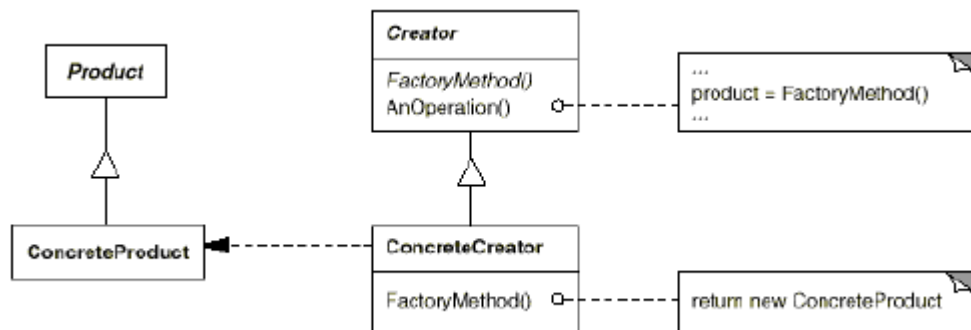 Product
Creator
FactoryMethod()
AnOperation()
...
product = FactoryMethod()
...
ConcreteProduct
ConcreteCreator
FactoryMethod()
return new ConcreteProduct